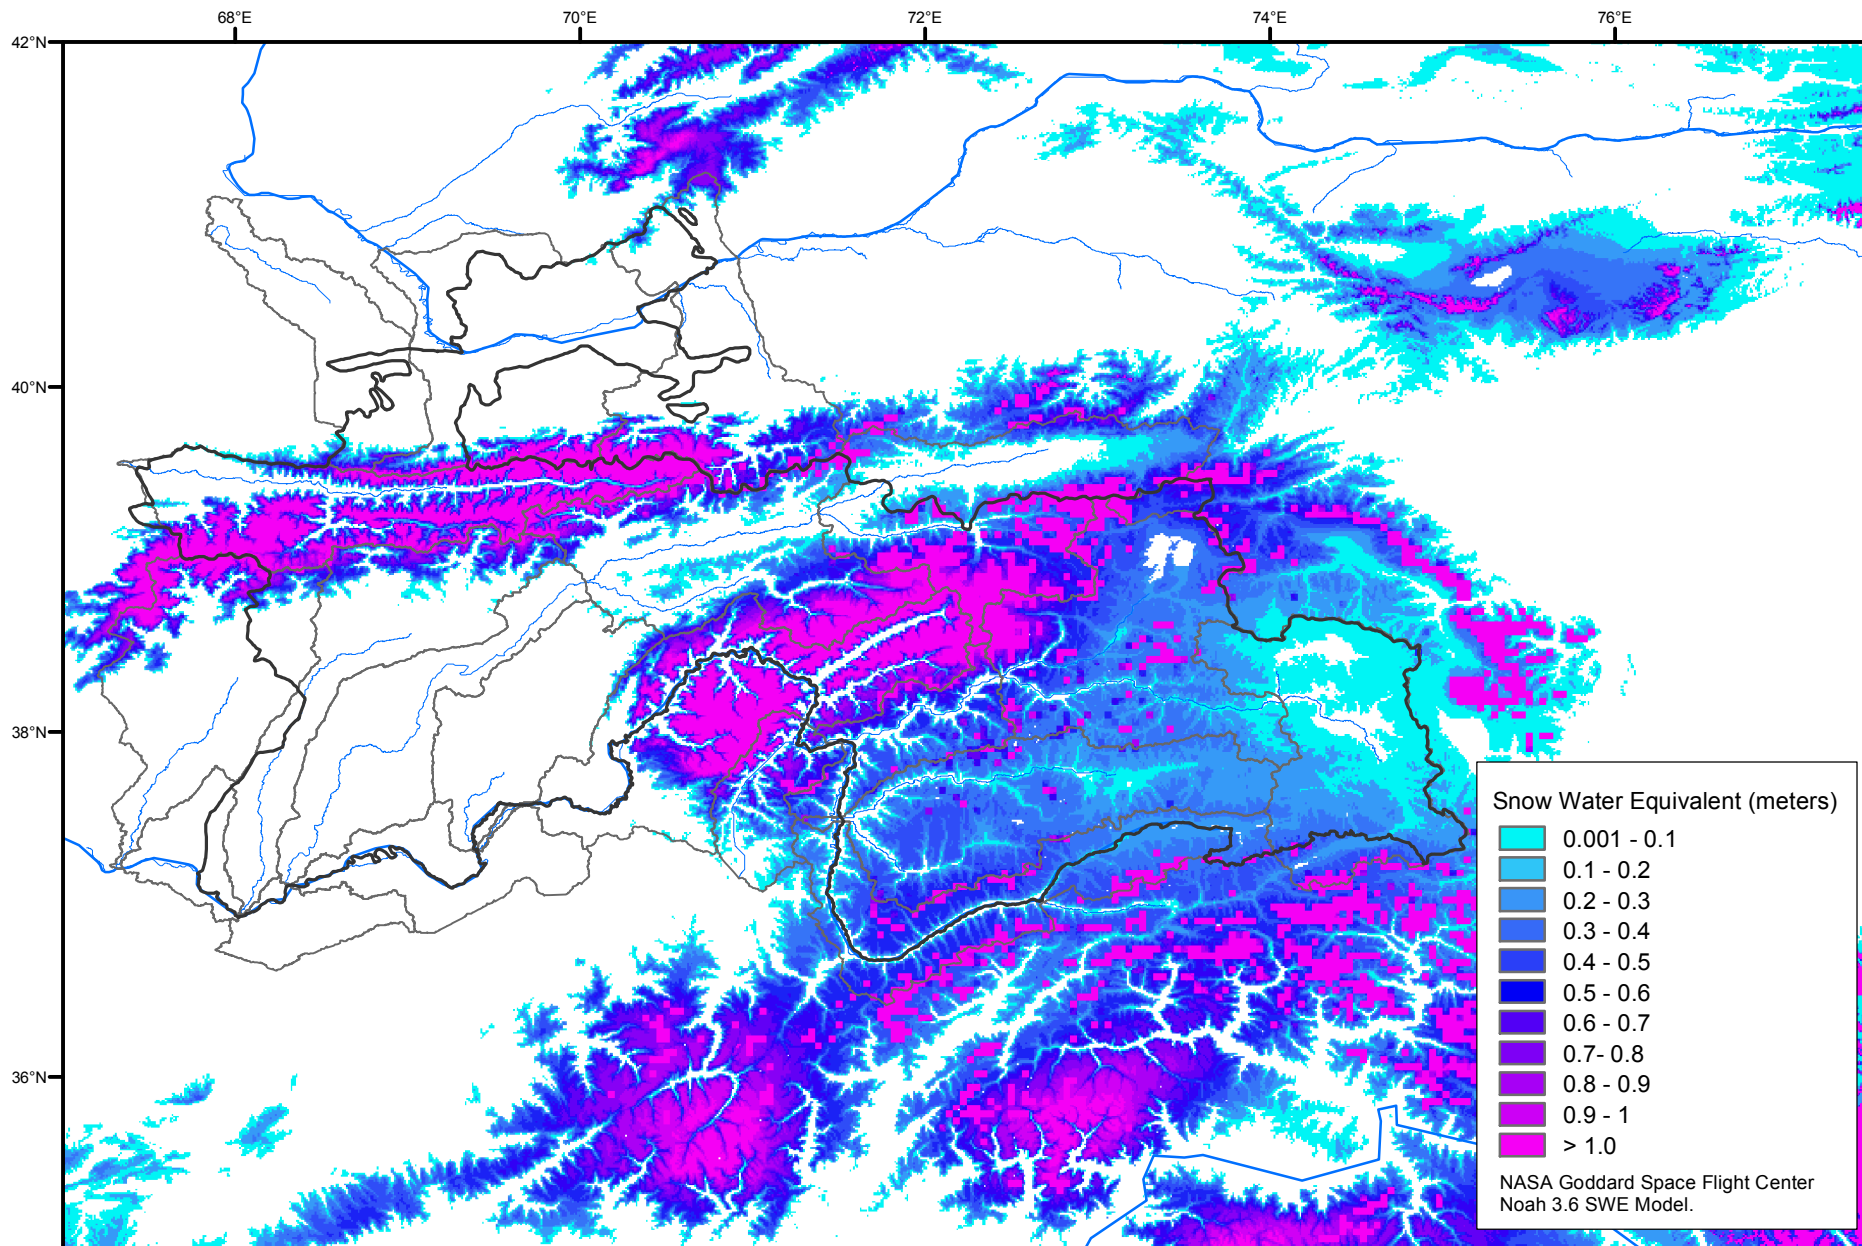 68°E
70°E
72°E
74°E
76°E
42°N
40°N
38°N
36°N
Snow Water Equivalent (meters)
0.001 - 0.1
0.1 - 0.2
0.2 - 0.3
0.3 - 0.4
0.4 - 0.5
0.5 - 0.6
0.6 - 0.7
0.7- 0.8
0.8 - 0.9
0.9 - 1
> 1.0
NASA Goddard Space Flight Center
Noah 3.6 SWE Model.